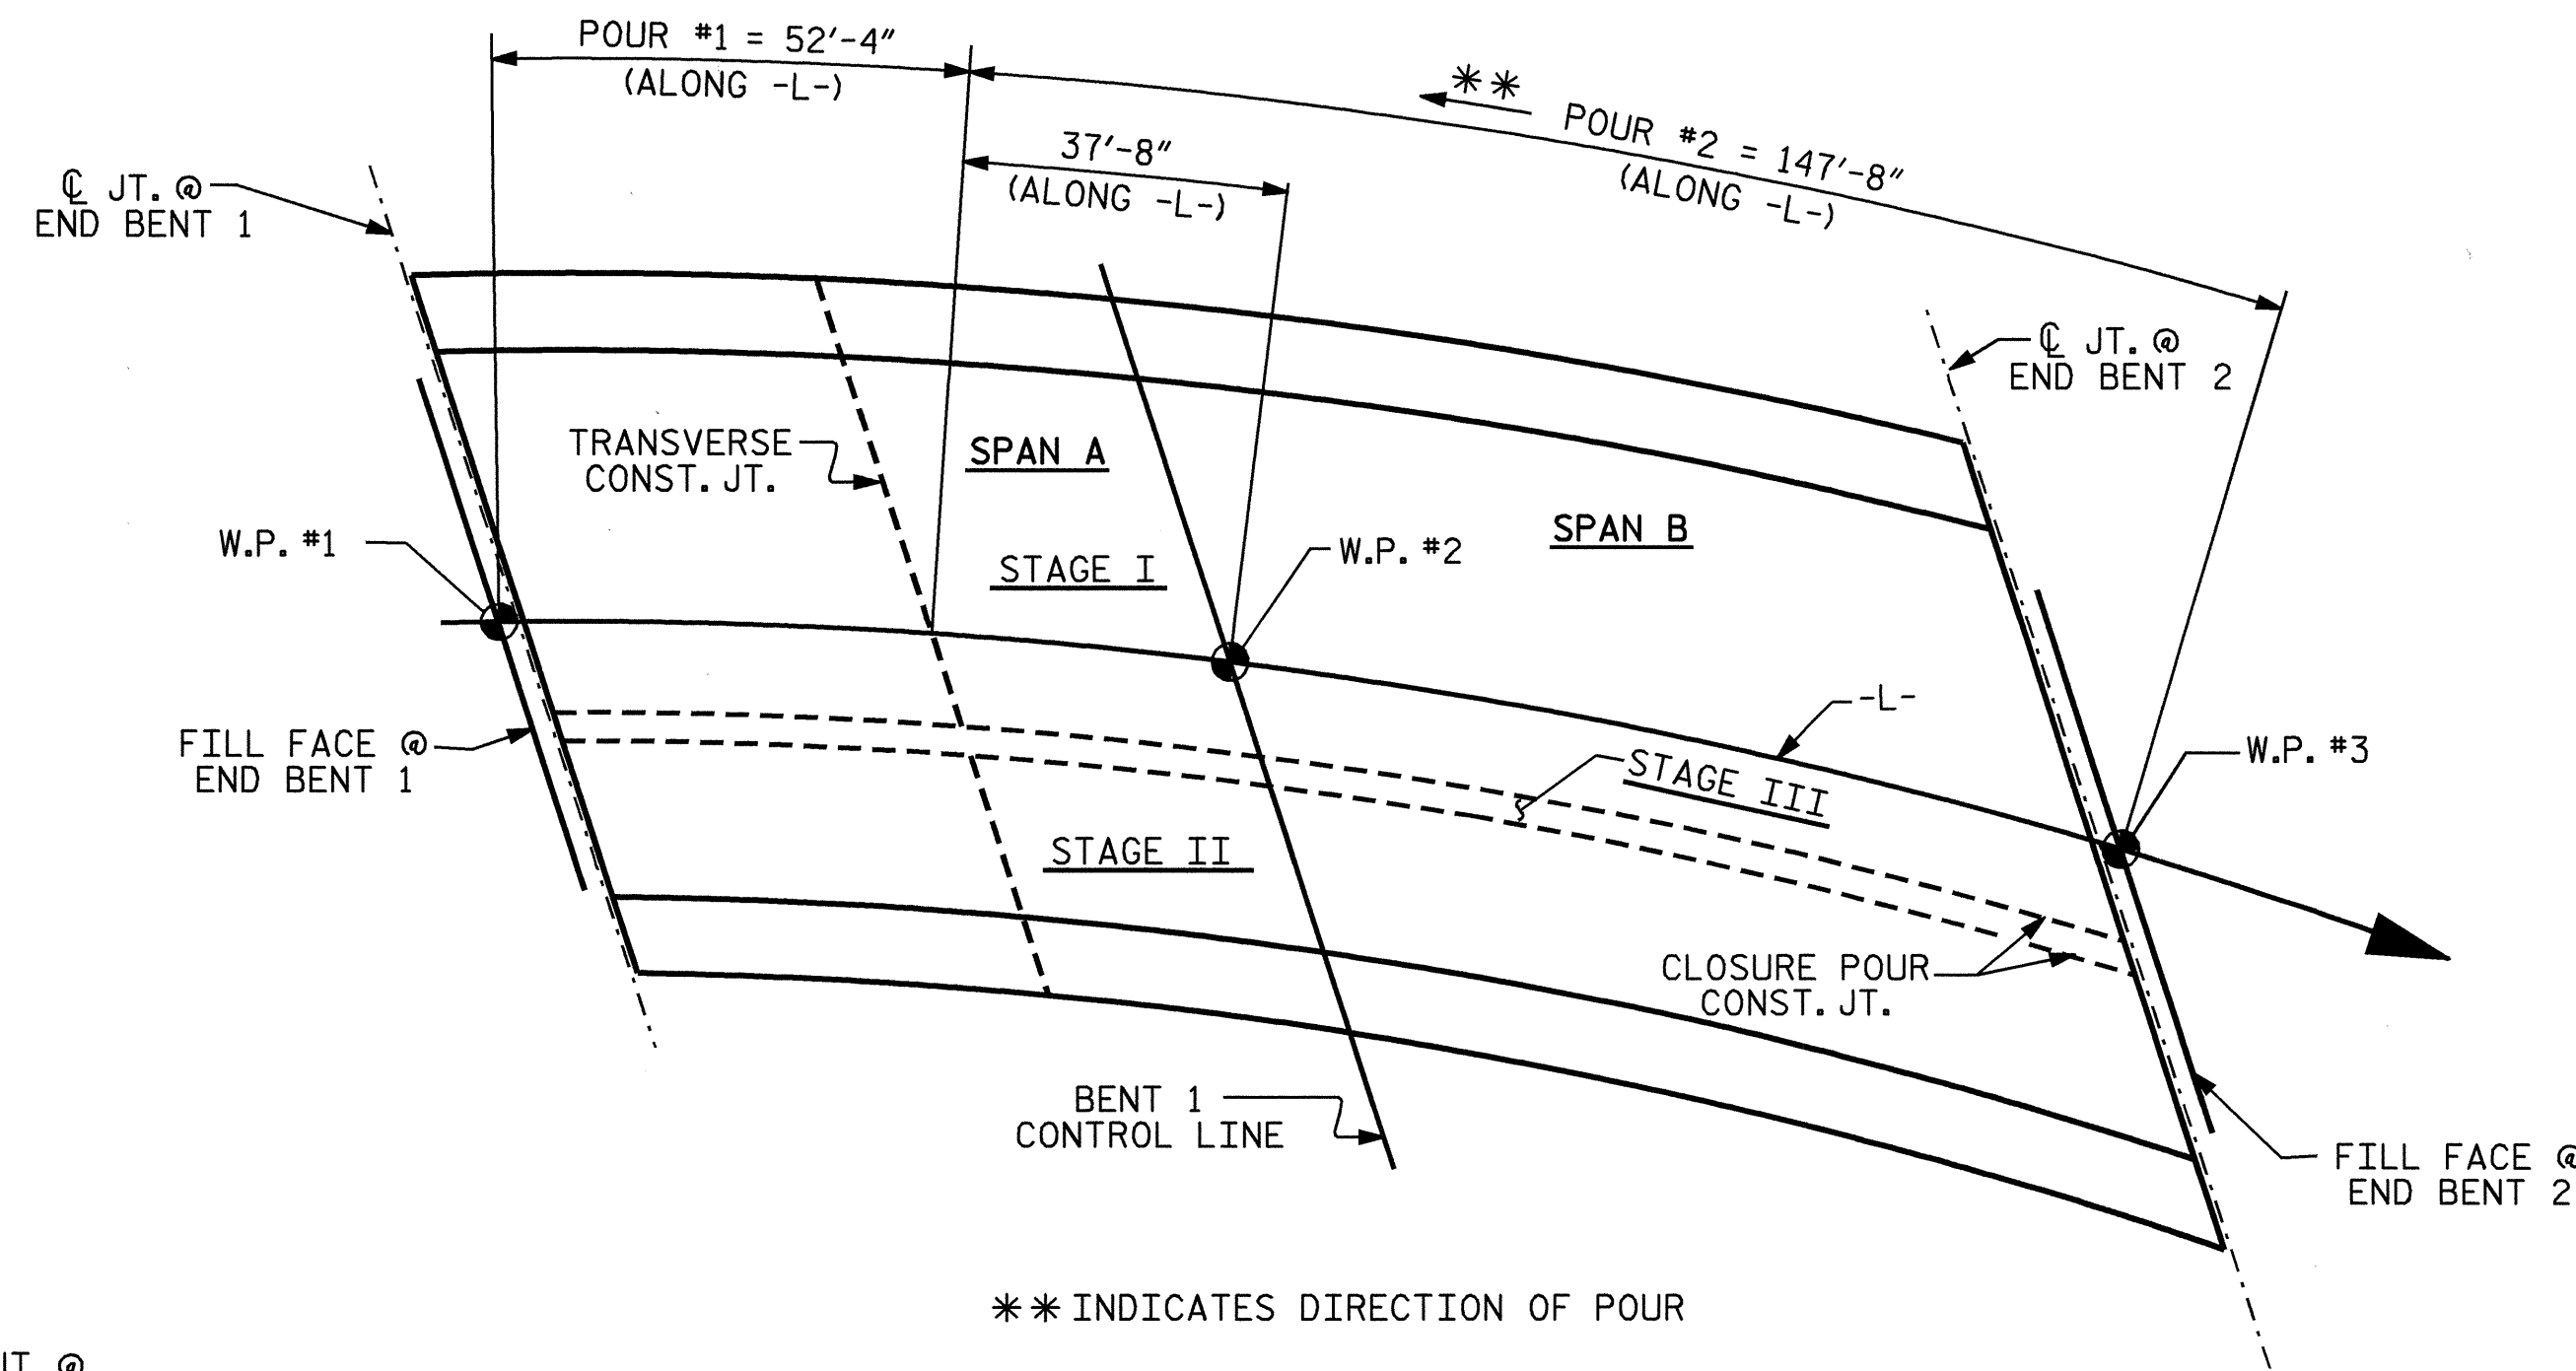 POUR #1 = 52'-4"
(ALONG -L-)
**
POUR #2 = 147'-8"
(ALONG -L-)
37'-8"
(ALONG -L-)
℄ JT. @
END BENT 1
℄ JT. @
END BENT 2
TRANSVERSE
CONST. JT.
SPAN A
SPAN B
W.P. #1
STAGE I
W.P. #2
-L-
FILL FACE @
END BENT 1
STAGE III
W.P. #3
STAGE II
CLOSURE POUR
CONST. JT.
BENT 1
CONTROL LINE
FILL FACE @
END BENT 2
** INDICATES DIRECTION OF POUR